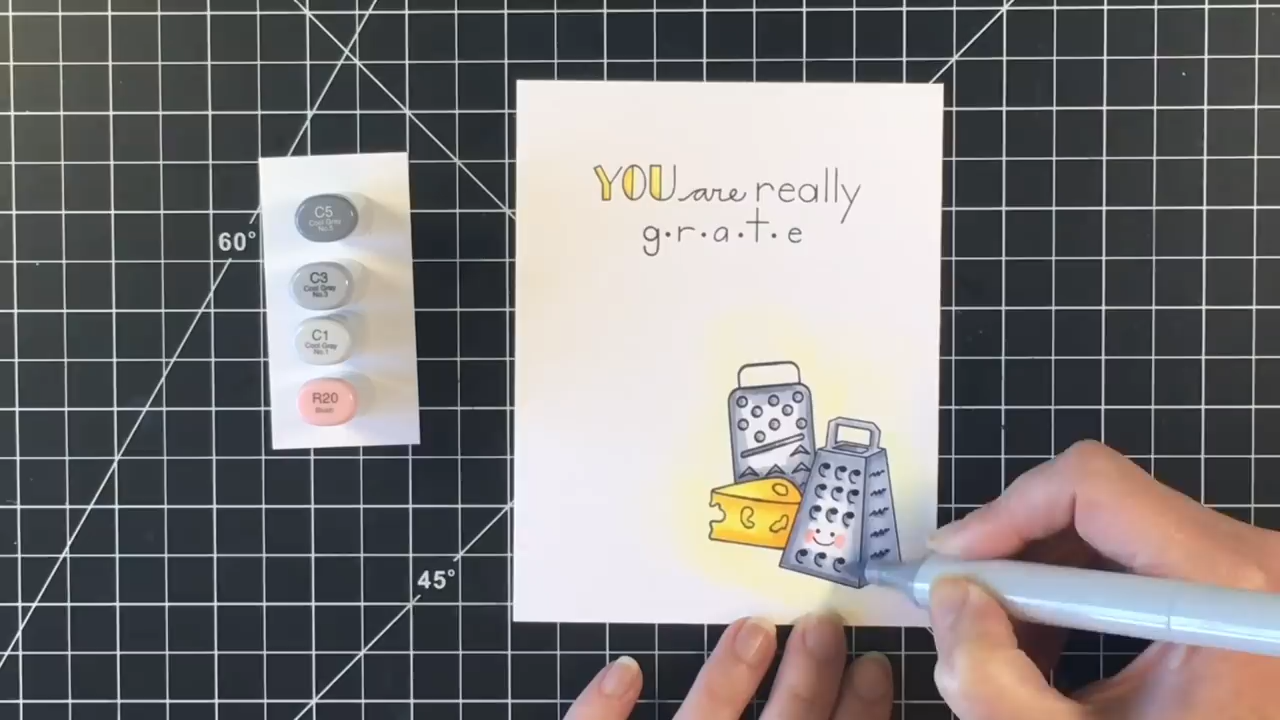 YOU are really
g•r•a•t•e
C5
Cool Gray
No.5
C3
Cool Gray
No.3
C1
Cool Gray
No.1
R20
Blush
60°
45°